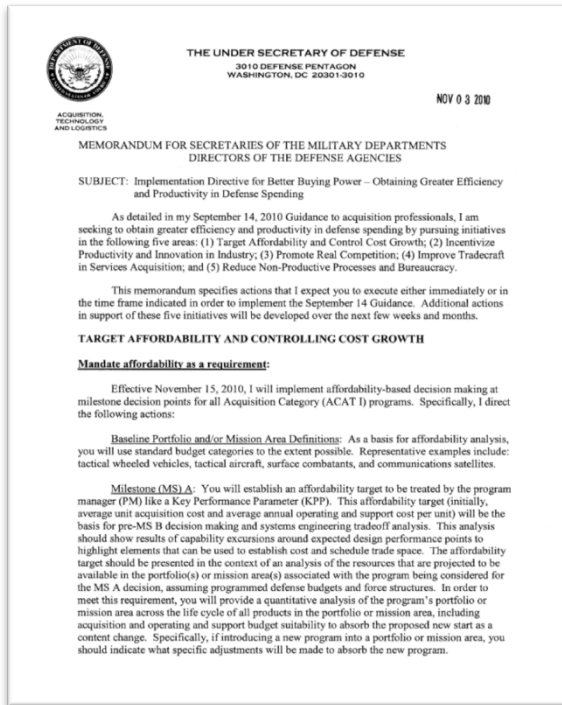 THE UNDER SECRETARY OF DEFENSE
3010 DEFENSE PENTAGON
WASHINGTON, DC 20301-3010
NOV 03 2010
ACQUISITION,
TECHNOLOGY
AND LOGISTICS
MEMORANDUM FOR SECRETARIES OF THE MILITARY DEPARTMENTS
DIRECTORS OF THE DEFENSE AGENCIES
SUBJECT: Implementation Directive for Better Buying Power – Obtaining Greater Efficiency
and Productivity in Defense Spending
As detailed in my September 14, 2010 Guidance to acquisition professionals, I am
seeking to obtain greater efficiency and productivity in defense spending by pursuing initiatives
in the following five areas: (1) Target Affordability and Control Cost Growth; (2) Incentivize
Productivity and Innovation in Industry; (3) Promote Real Competition; (4) Improve Tradecraft
in Services Acquisition; and (5) Reduce Non-Productive Processes and Bureaucracy.
This memorandum specifies actions that I expect you to execute either immediately or in
the time frame indicated in order to implement the September 14 Guidance. Additional actions
in support of these five initiatives will be developed over the next few weeks and months.
TARGET AFFORDABILITY AND CONTROLLING COST GROWTH
Mandate affordability as a requirement:
Effective November 15, 2010, I will implement affordability-based decision making at
milestone decision points for all Acquisition Category (ACAT I) programs. Specifically, I direct
the following actions:
Baseline Portfolio and/or Mission Area Definitions: As a basis for affordability analysis,
you will use standard budget categories to the extent possible. Representative examples include:
tactical wheeled vehicles, tactical aircraft, surface combatants, and communications satellites.
Milestone (MS) A: You will establish an affordability target to be treated by the program
manager (PM) like a Key Performance Parameter (KPP). This affordability target (initially,
average unit acquisition cost and average annual operating and support cost per unit) will be the
basis for pre-MS B decision making and systems engineering tradeoff analysis. This analysis
should show results of capability excursions around expected design performance points to
highlight elements that can be used to establish cost and schedule trade space. The affordability
target should be presented in the context of an analysis of the resources that are projected to be
available in the portfolio(s) or mission area(s) associated with the program being considered for
the MS A decision, assuming programmed defense budgets and force structures. In order to
meet this requirement, you will provide a quantitative analysis of the program's portfolio or
mission area across the life cycle of all products in the portfolio or mission area, including
acquisition and operating and support budget suitability to absorb the proposed new start as a
content change. Specifically, if introducing a new program into a portfolio or mission area, you
should indicate what specific adjustments will be made to absorb the new program.